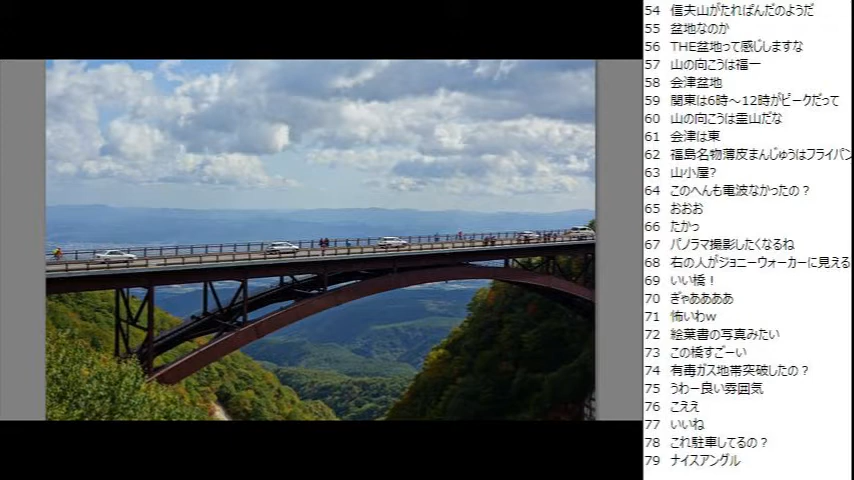 54 信夫山がたればんだのようだ
55 盆地なのか
56 THE盆地って感じしますな
57 山の向こうは福一
58 会津盆地
59 関東は6時～12時がピークだって
60 山の向こうは霊山だな
61 会津は東
62 福島名物薄皮まんじゅうはフライパン
63 山小屋?
64 このへんも電波なかったの？
65 おおお
66 たかっ
67 パノラマ撮影したくなるね
68 右の人がジョニーウォーカーに見える
69 いい橋！
70 ぎゃああああ
71 怖いわw
72 絵葉書の写真みたい
73 この橋すごーい
74 有毒ガス地帯突破したの？
75 うわー良い雰囲気
76 こええ
77 いいね
78 これ駐車してるの？
79 ナイスアングル